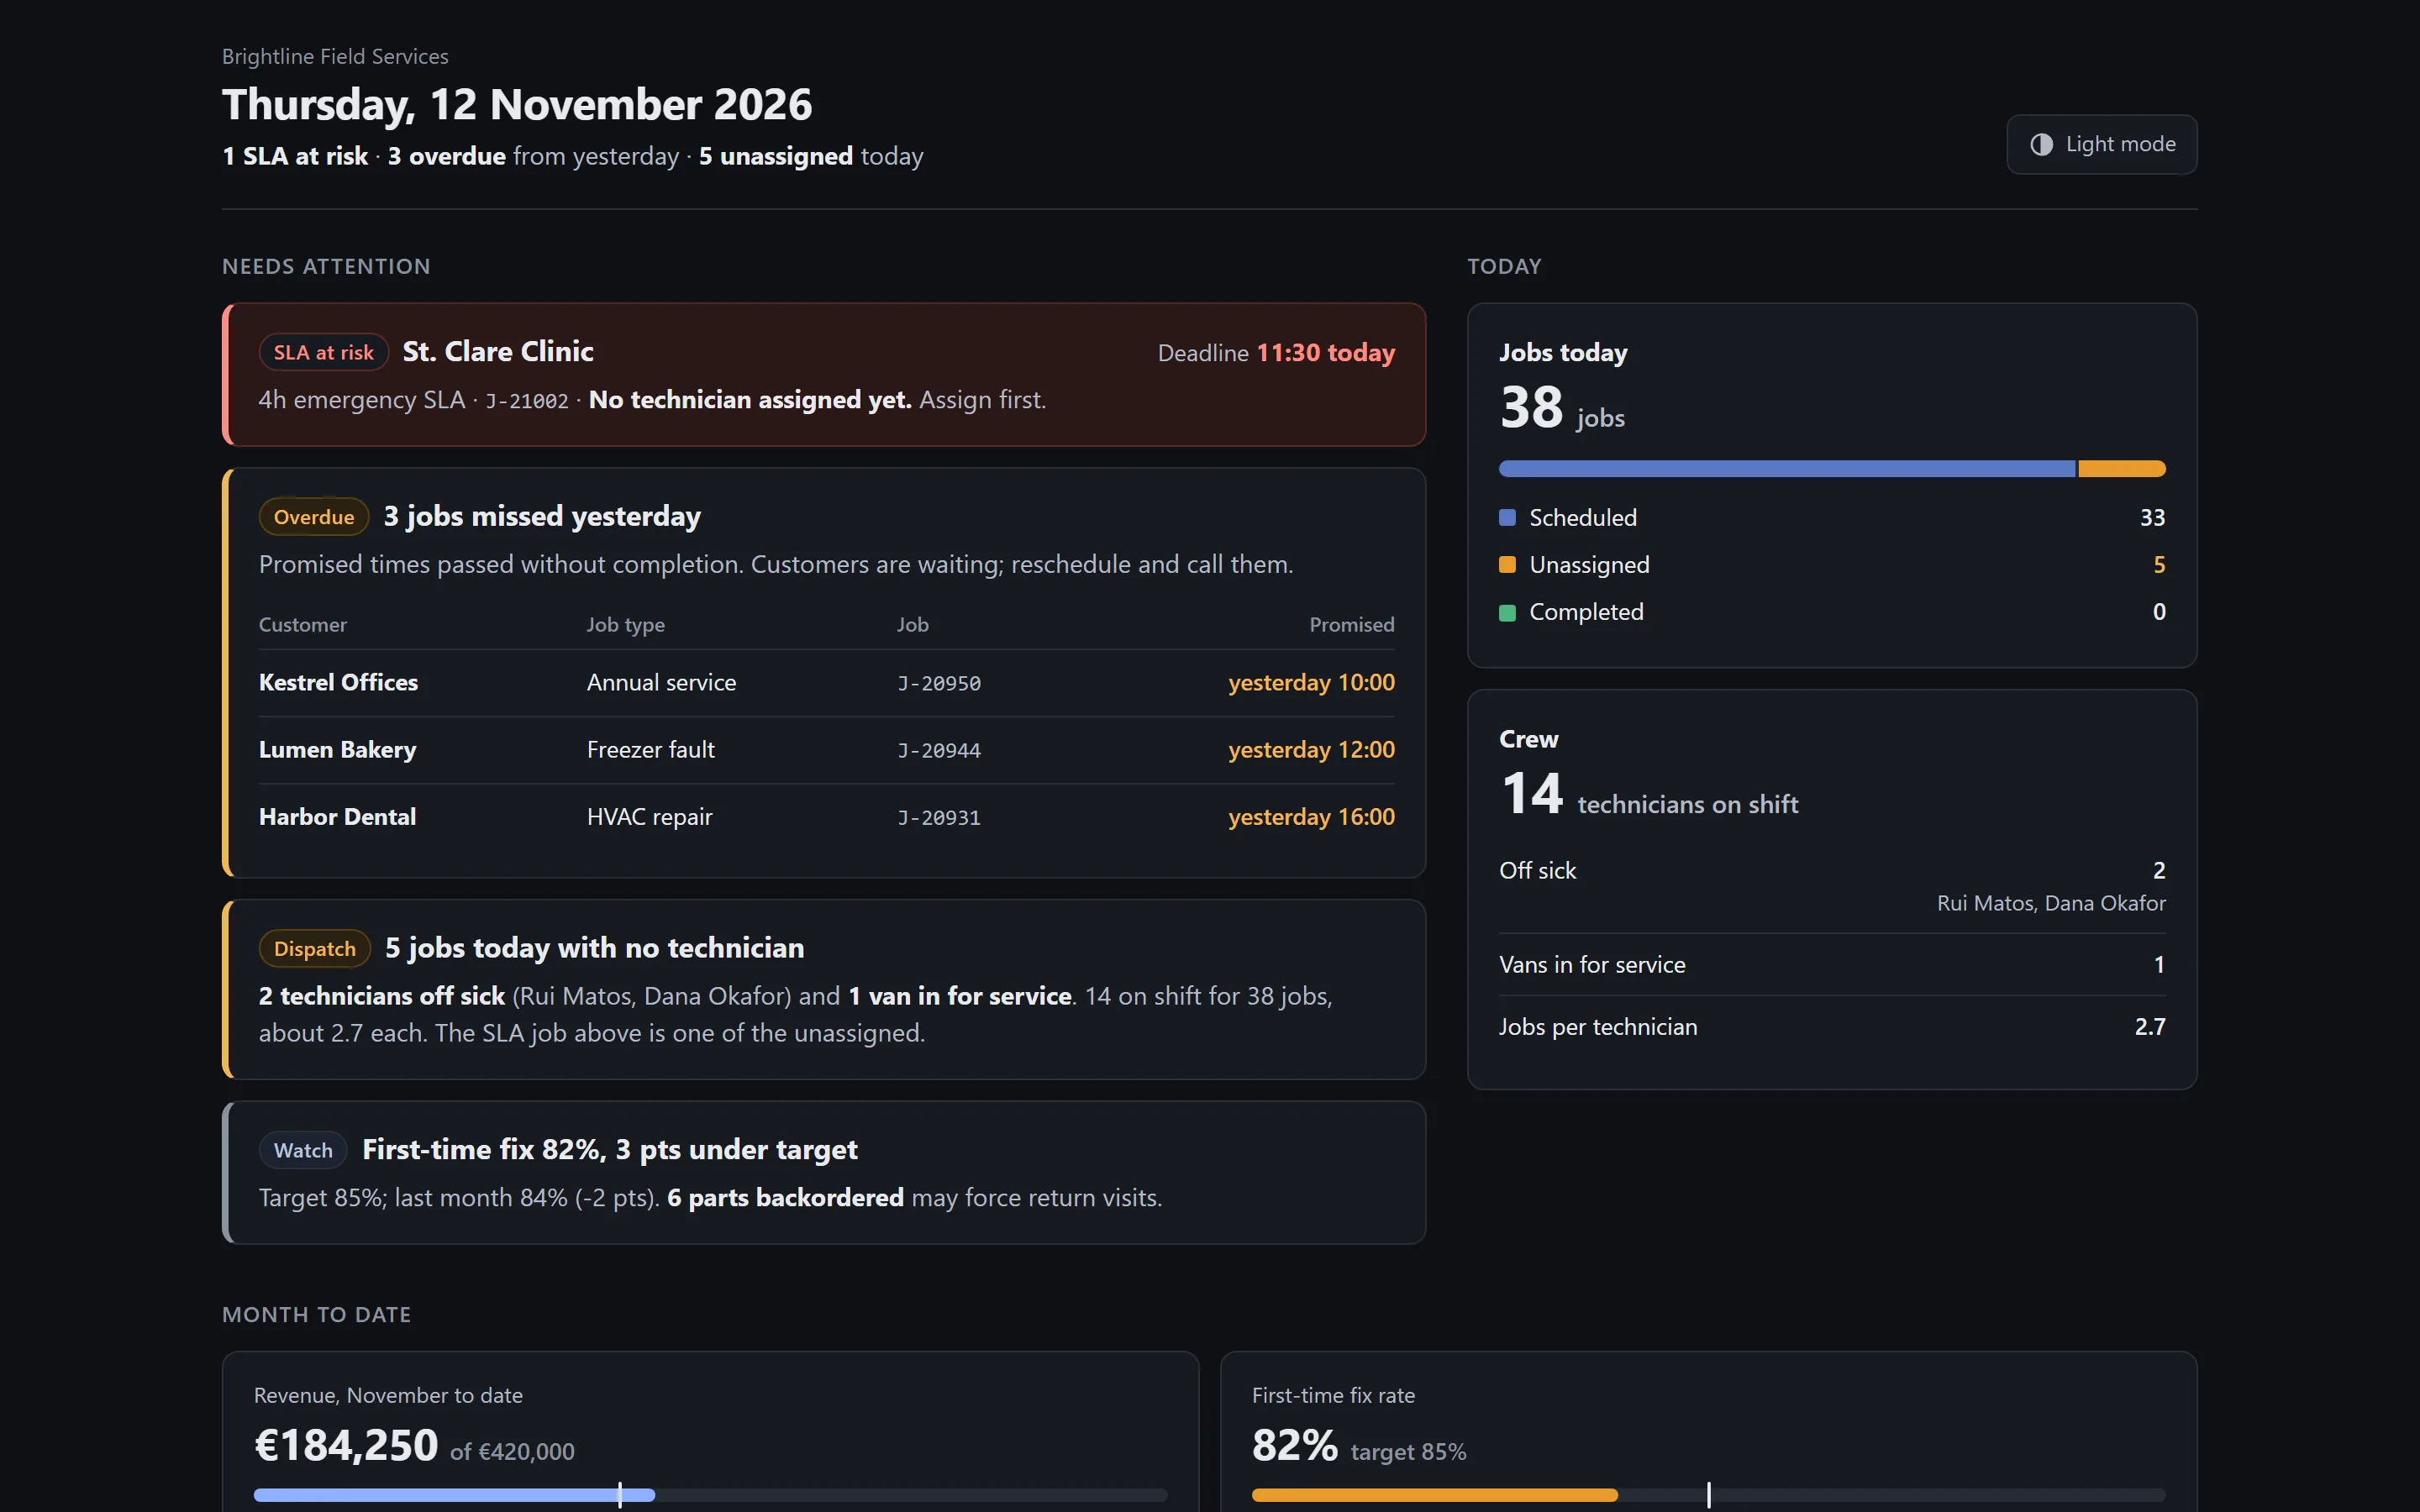 Brightline Field Services
Thursday, 12 November 2026
1 SLA at risk · 3 overdue from yesterday · 5 unassigned today
Light mode
NEEDS ATTENTION
SLA at risk St. Clare Clinic Deadline 11:30 today
4h emergency SLA · J-21002 · No technician assigned yet. Assign first.
Overdue 3 jobs missed yesterday
Promised times passed without completion. Customers are waiting; reschedule and call them.
Customer Job type Job Promised
Kestrel Offices Annual service J-20950 yesterday 10:00
Lumen Bakery Freezer fault J-20944 yesterday 12:00
Harbor Dental HVAC repair J-20931 yesterday 16:00
Dispatch 5 jobs today with no technician
2 technicians off sick (Rui Matos, Dana Okafor) and 1 van in for service. 14 on shift for 38 jobs,
about 2.7 each. The SLA job above is one of the unassigned.
Watch First-time fix 82%, 3 pts under target
Target 85%; last month 84% (-2 pts). 6 parts backordered may force return visits.
TODAY
Jobs today
38 jobs
Scheduled 33
Unassigned 5
Completed 0
Crew
14 technicians on shift
Off sick 2
Rui Matos, Dana Okafor
Vans in for service 1
Jobs per technician 2.7
MONTH TO DATE
Revenue, November to date
€184,250 of €420,000
First-time fix rate
82% target 85%